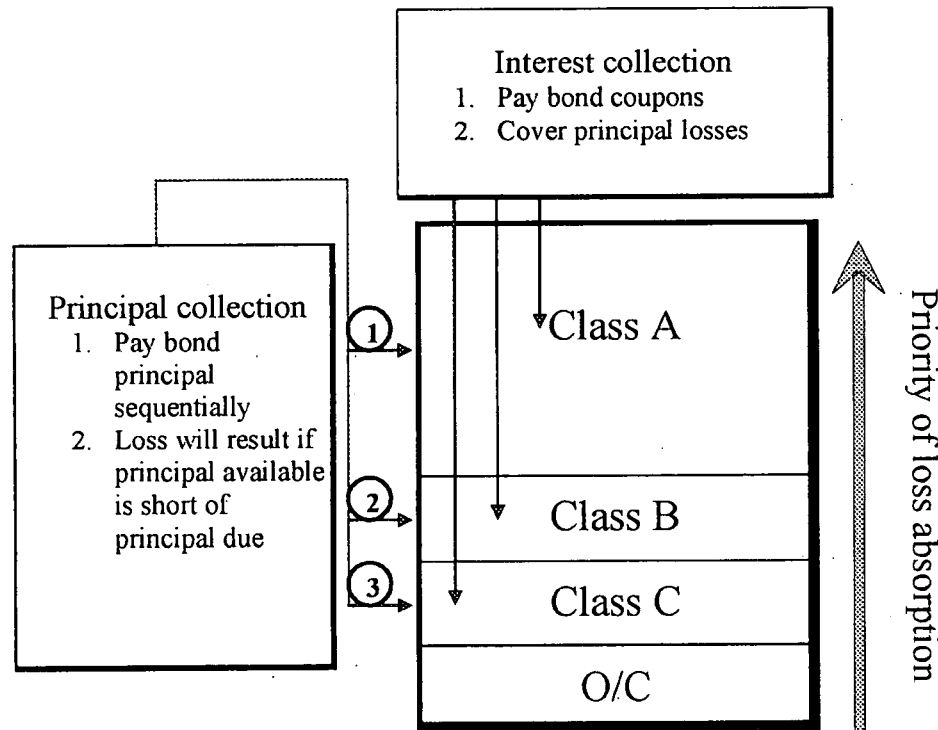 Interest collection
1. Pay bond coupons
2. Cover principal losses
Principal collection
1. Pay bond
principal
sequentially
2. Loss will result if
principal available
is short of
principal due
1
2
3
Class A
Class B
Class C
O/C
Priority of loss absorption